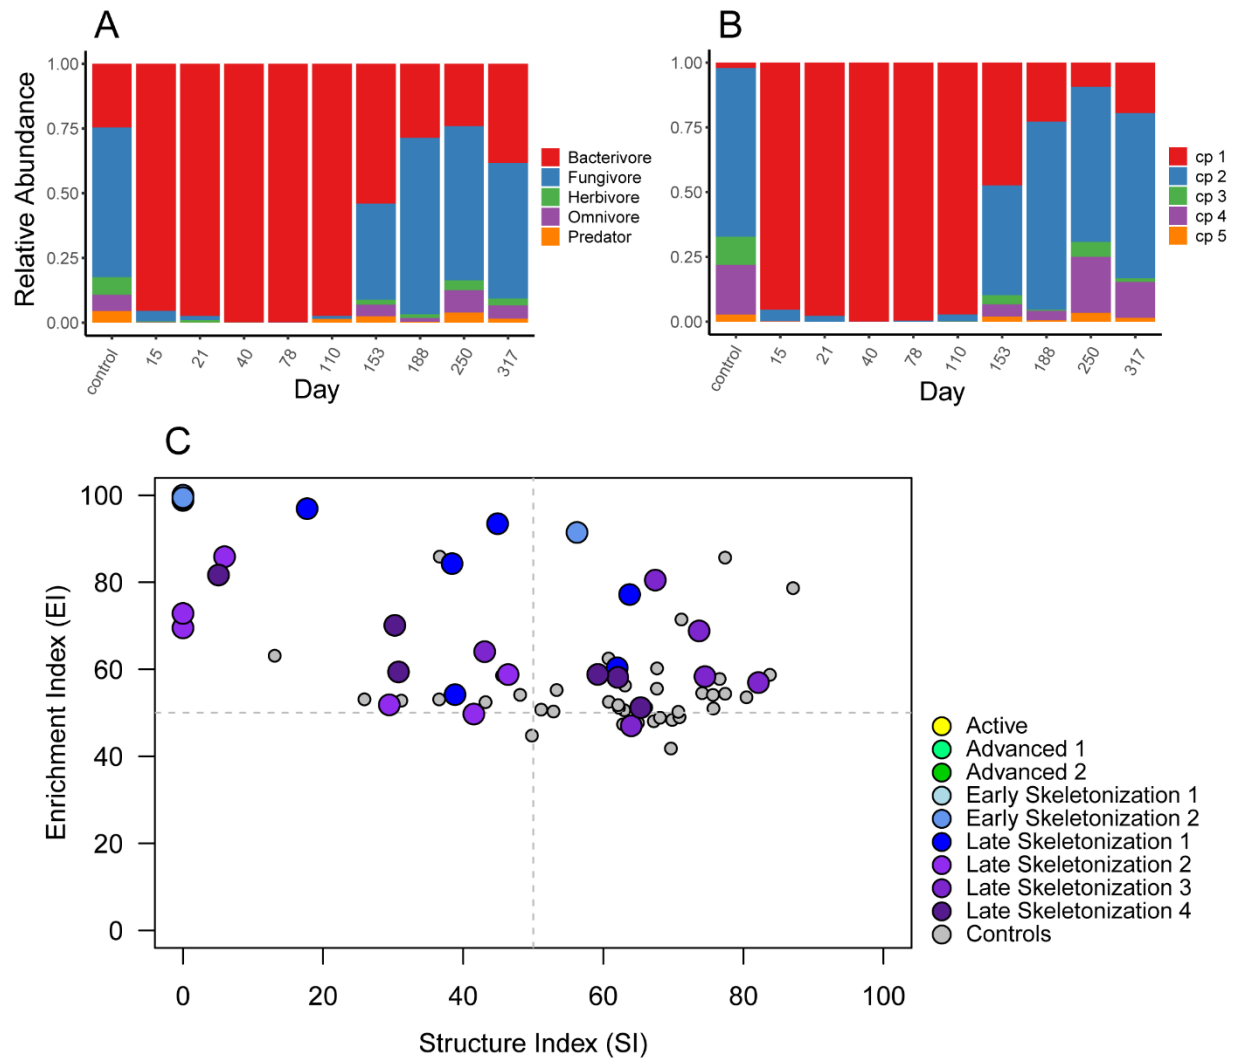 A
Relative Abundance
1.00
0.75
0.50
0.25
0.00
control 15 21 40 78 110 153 188 250 317
Day
Bacterivore
Fungivore
Herbivore
Omnivore
Predator
B
1.00
0.75
0.50
0.25
0.00
control 15 21 40 78 110 153 188 250 317
Day
cp 1
cp 2
cp 3
cp 4
cp 5
C
Enrichment Index (EI)
100
80
60
40
20
0
0 20 40 60 80 100
Structure Index (SI)
Active
Advanced 1
Advanced 2
Early Skeletonization 1
Early Skeletonization 2
Late Skeletonization 1
Late Skeletonization 2
Late Skeletonization 3
Late Skeletonization 4
Controls